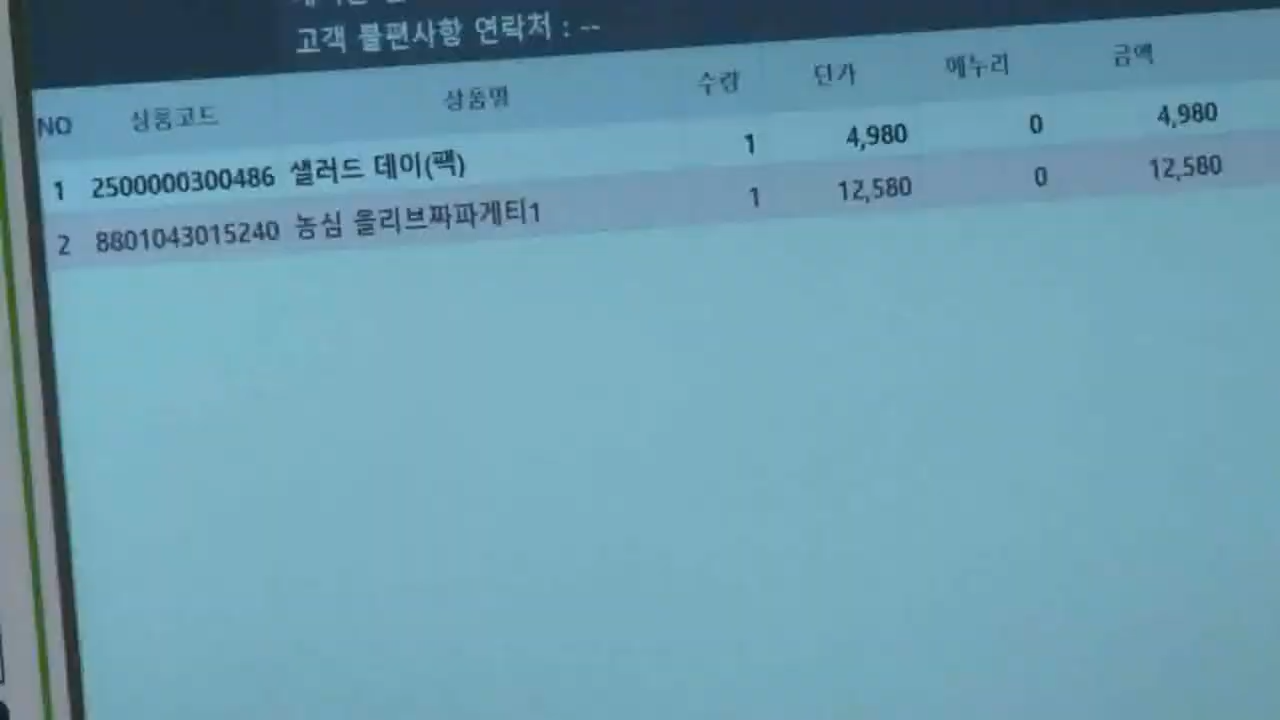 고객 불편사항 연락처 : --
NO 상품코드 상품명 수량 단가 에누리 금액
1 2500000300486 샐러드 데이(팩) 1 4,980 0 4,980
2 8801043015240 농심 올리브짜파게티1 1 12,580 0 12,580